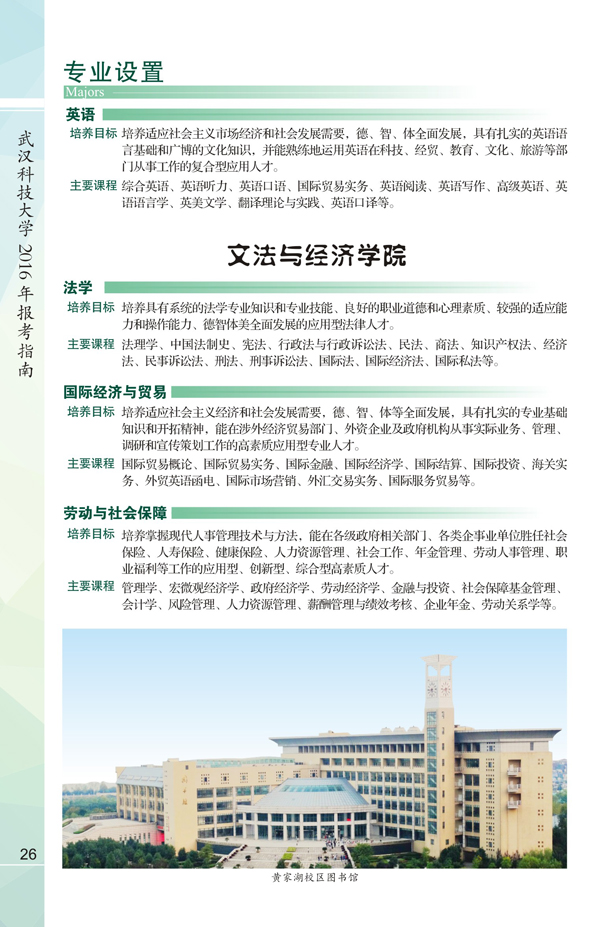 专业设置
Majors
英语
培养目标 培养适应社会主义市场经济和社会发展需要，德、智、体全面发展，具有扎实的英语语
言基础和广博的文化知识，并能熟练地运用英语在科技、经贸、教育、文化、旅游等部
门从事工作的复合型应用人才。
主要课程 综合英语、英语听力、英语口语、国际贸易实务、英语阅读、英语写作、高级英语、英
语语言学、英美文学、翻译理论与实践、英语口译等。
文法与经济学院
法学
培养目标 培养具有系统的法学专业知识和专业技能、良好的职业道德和心理素质、较强的适应能
力和操作能力、德智体美全面发展的应用型法律人才。
主要课程 法理学、中国法制史、宪法、行政法与行政诉讼法、民法、商法、知识产权法、经济
法、民事诉讼法、刑法、刑事诉讼法、国际法、国际经济法、国际私法等。
国际经济与贸易
培养目标 培养适应社会主义经济和社会发展需要，德、智、体等全面发展，具有扎实的专业基础
知识和开拓精神，能在涉外经济贸易部门、外资企业及政府机构从事实际业务、管理、
调研和宣传策划工作的高素质应用型专业人才。
主要课程 国际贸易概论、国际贸易实务、国际金融、国际经济学、国际结算、国际投资、海关实
务、外贸英语函电、国际市场营销、外汇交易实务、国际服务贸易等。
劳动与社会保障
培养目标 培养掌握现代人事管理技术与方法，能在各级政府相关部门、各类企事业单位胜任社会
保险、人寿保险、健康保险、人力资源管理、社会工作、年金管理、劳动人事管理、职
业福利等工作的应用型、创新型、综合型高素质人才。
主要课程 管理学、宏微观经济学、政府经济学、劳动经济学、金融与投资、社会保障基金管理、
会计学、风险管理、人力资源管理、薪酬管理与绩效考核、企业年金、劳动关系学等。
黄家湖校区图书馆
武汉科技大学2016年报考指南
26